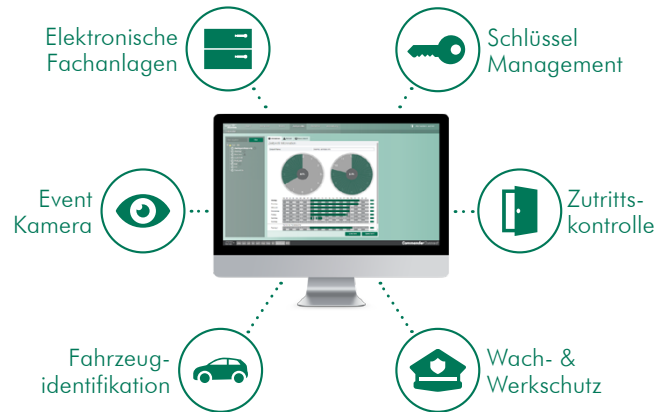 Elektronische
Fachanlagen
Schlüssel
Management
Event
Kamera
Zutritts-
kontrolle
Fahrzeug-
identifikation
Wach- &
Werkschutz